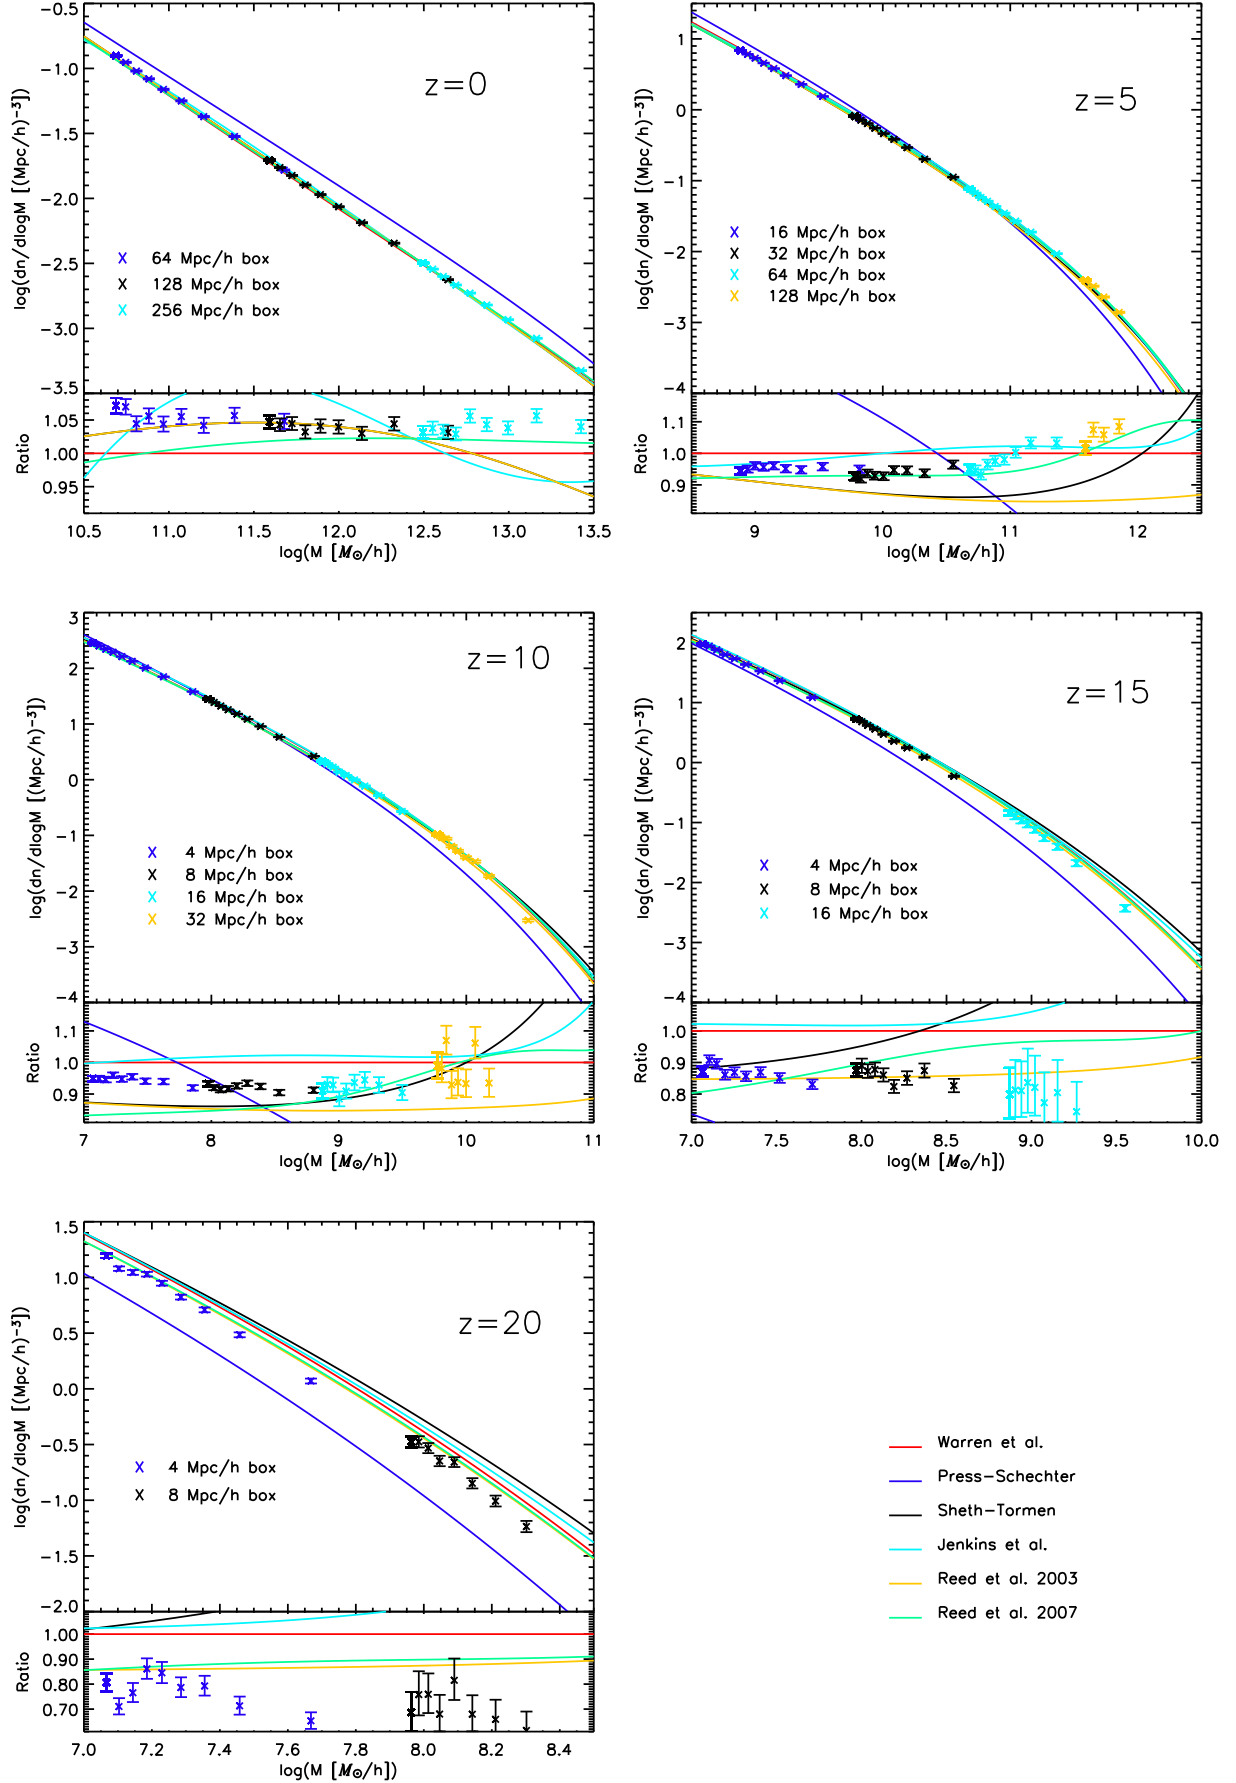 z=0
log(dn/dlogM [(Mpc/h)⁻³])
−0.5
−1.0
−1.5
−2.0
−2.5
−3.0
−3.5
64 Mpc/h box
128 Mpc/h box
256 Mpc/h box
Ratio
1.05
1.00
0.95
10.5 11.0 11.5 12.0 12.5 13.0 13.5
log(M [M⊙/h])
z=5
log(dn/dlogM [(Mpc/h)⁻³])
1
0
−1
−2
−3
−4
16 Mpc/h box
32 Mpc/h box
64 Mpc/h box
128 Mpc/h box
Ratio
1.1
1.0
0.9
9 10 11 12
log(M [M⊙/h])
z=10
log(dn/dlogM [(Mpc/h)⁻³])
3
2
1
0
−1
−2
−3
−4
4 Mpc/h box
8 Mpc/h box
16 Mpc/h box
32 Mpc/h box
Ratio
1.1
1.0
0.9
7 8 9 10 11
log(M [M⊙/h])
z=15
log(dn/dlogM [(Mpc/h)⁻³])
2
1
0
−1
−2
−3
−4
4 Mpc/h box
8 Mpc/h box
16 Mpc/h box
Ratio
1.0
0.9
0.8
7.0 7.5 8.0 8.5 9.0 9.5 10.0
log(M [M⊙/h])
z=20
log(dn/dlogM [(Mpc/h)⁻³])
1.5
1.0
0.5
0.0
−0.5
−1.0
−1.5
−2.0
4 Mpc/h box
8 Mpc/h box
Ratio
1.00
0.90
0.80
0.70
7.0 7.2 7.4 7.6 7.8 8.0 8.2 8.4
log(M [M⊙/h])
Warren et al.
Press−Schechter
Sheth−Tormen
Jenkins et al.
Reed et al. 2003
Reed et al. 2007